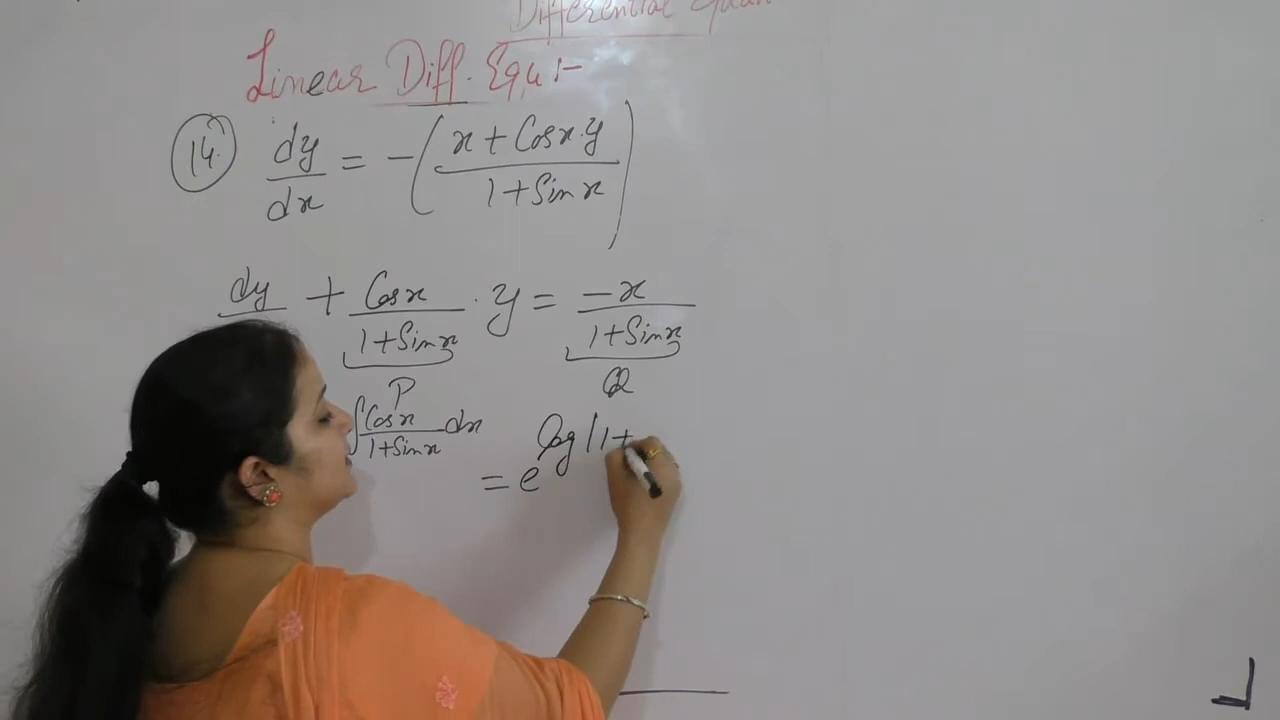 Differential Equan
Linear Diff. Equ:-
14. dy/dx = -(x + Cosx.y / 1 + Sinx)
dy + Cosx / 1 + Sinx . y = -x / 1 + Sinx
P Q
∫ Cosx / 1+Sinx dx
= e^log|1+